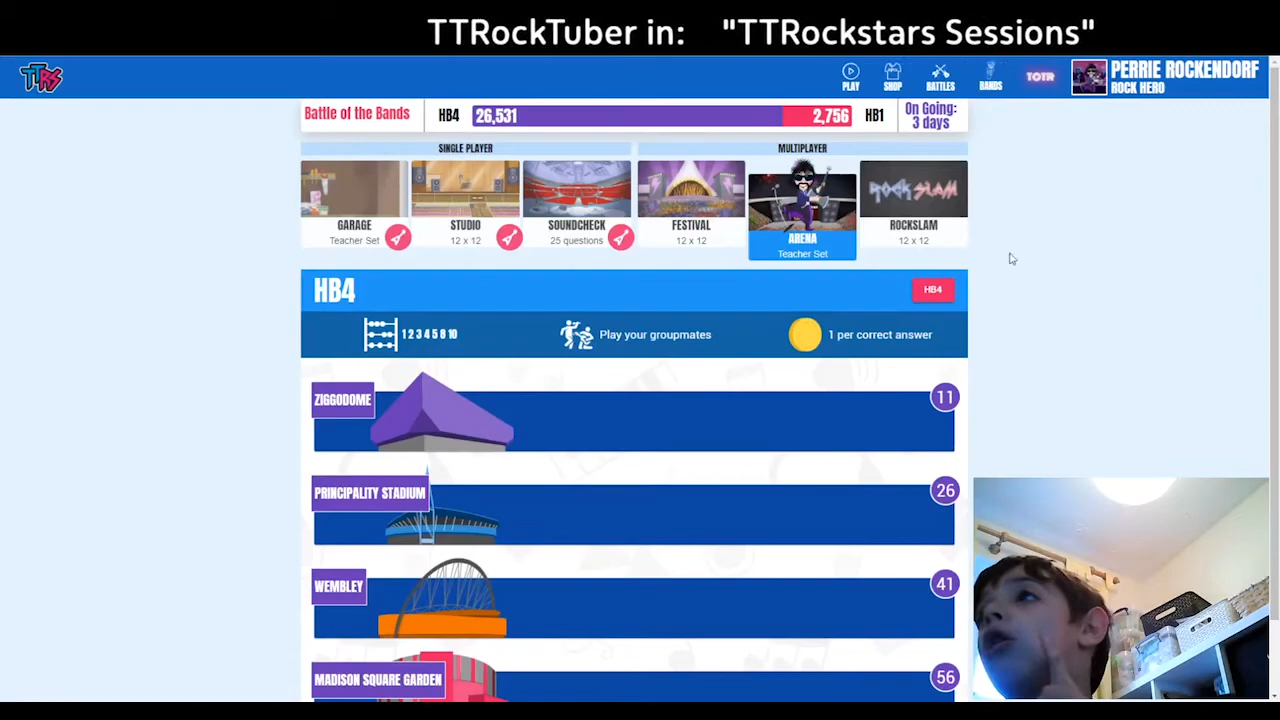 TTRockTuber in: "TTRockstars Sessions"
TTRS
PLAY
SHOP
BATTLES
BANDS
TOTR
PERRIE ROCKENDORF
ROCK HERO
Battle of the Bands
HB4
26,531
2,756
HB1
On Going:
3 days
SINGLE PLAYER
MULTIPLAYER
GARAGE
Teacher Set
STUDIO
12 x 12
SOUNDCHECK
25 questions
FESTIVAL
12 x 12
ARENA
Teacher Set
ROCK SLAM
ROCKSLAM
12 x 12
HB4
HB4
1 2 3 4 5 6 10
Play your groupmates
1 per correct answer
ZIGGODOME
11
PRINCIPALITY STADIUM
26
WEMBLEY
41
MADISON SQUARE GARDEN
56